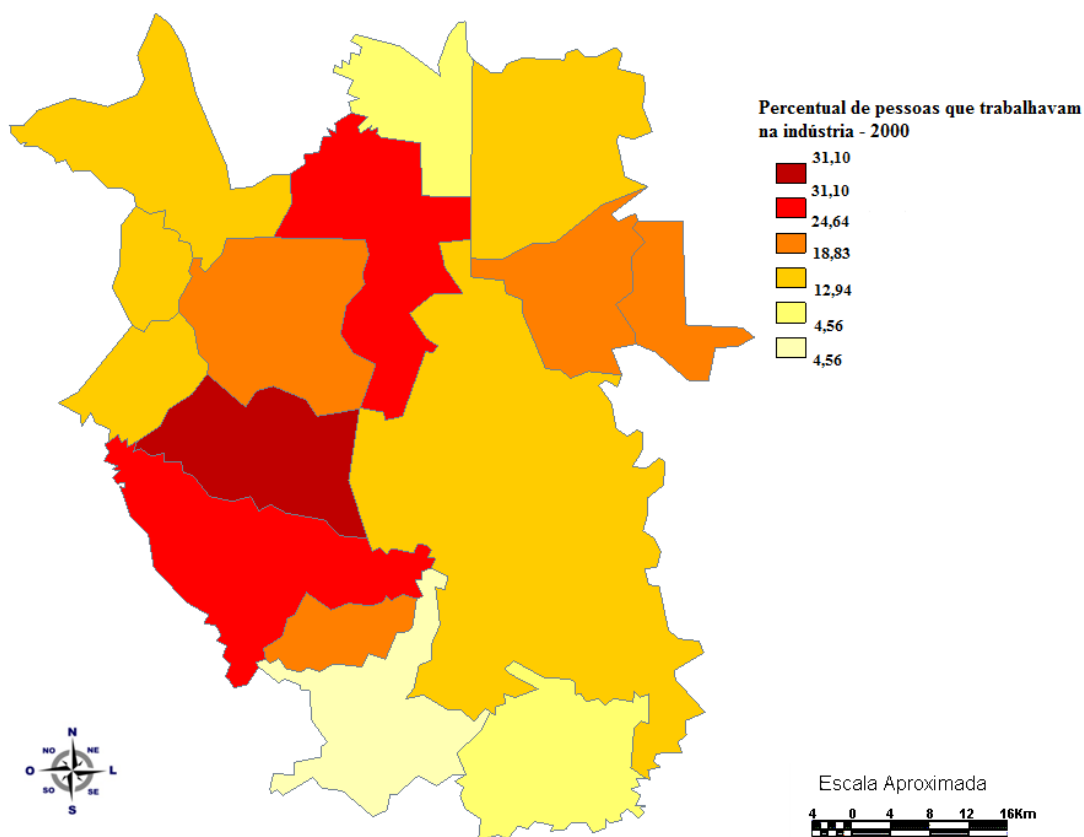 Percentual de pessoas que trabalhavam
na indústria - 2000
31,10
31,10
24,64
18,83
12,94
4,56
4,56
N
NO NE
O L
SO SE
S
Escala Aproximada
4 0 4 8 12 16Km